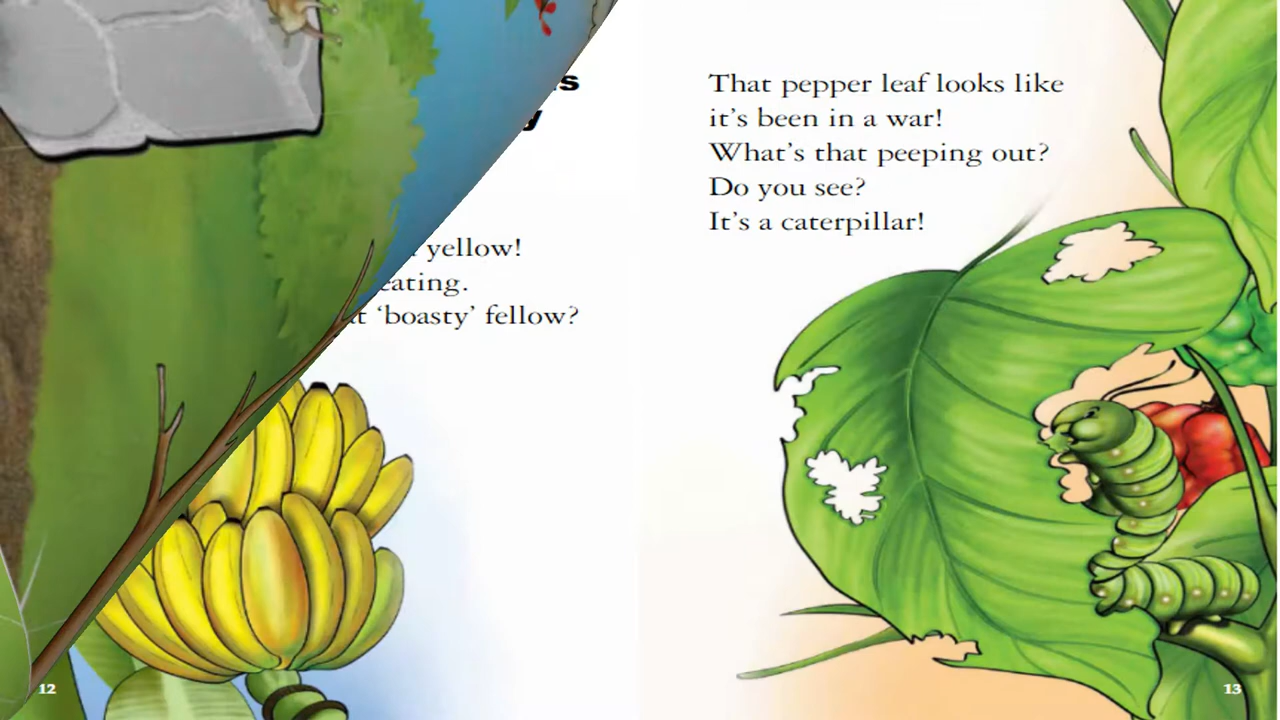 yellow!
eating.
‘boasty’ fellow?
12
That pepper leaf looks like
it’s been in a war!
What’s that peeping out?
Do you see?
It’s a caterpillar!
13